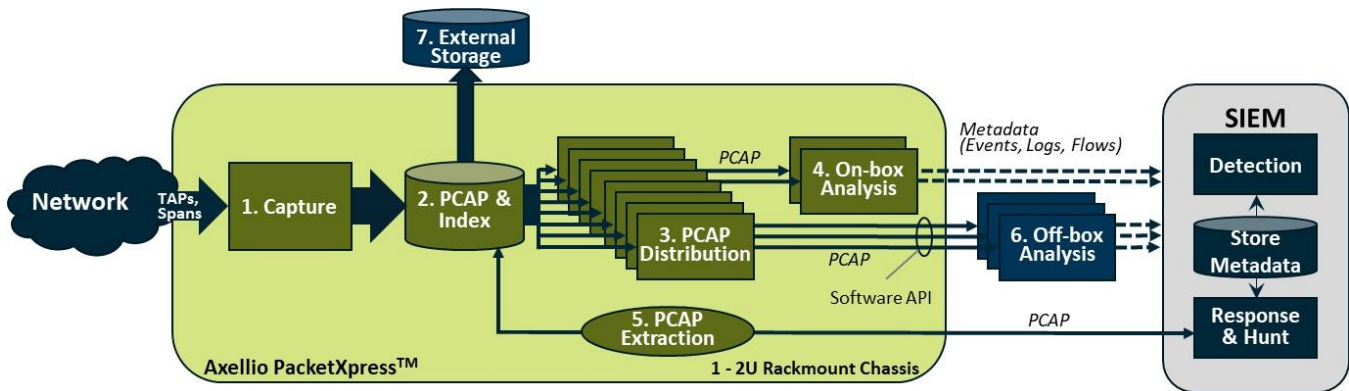 7. External
Storage
Network
TAPs,
Spans
1. Capture
2. PCAP &
Index
3. PCAP
Distribution
PCAP
4. On-box
Analysis
PCAP
Software API
Metadata
(Events, Logs, Flows)
6. Off-box
Analysis
5. PCAP
Extraction
PCAP
Axellio PacketXpress™
1 - 2U Rackmount Chassis
SIEM
Detection
Store
Metadata
Response
& Hunt